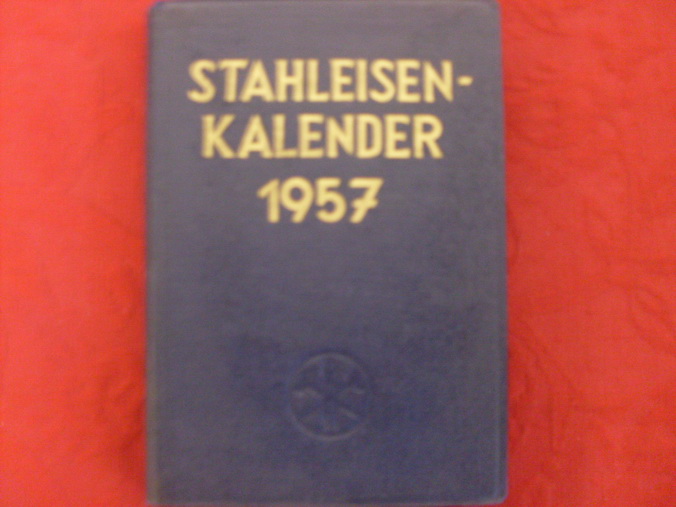 STAHLEISEN-
KALENDER
1957